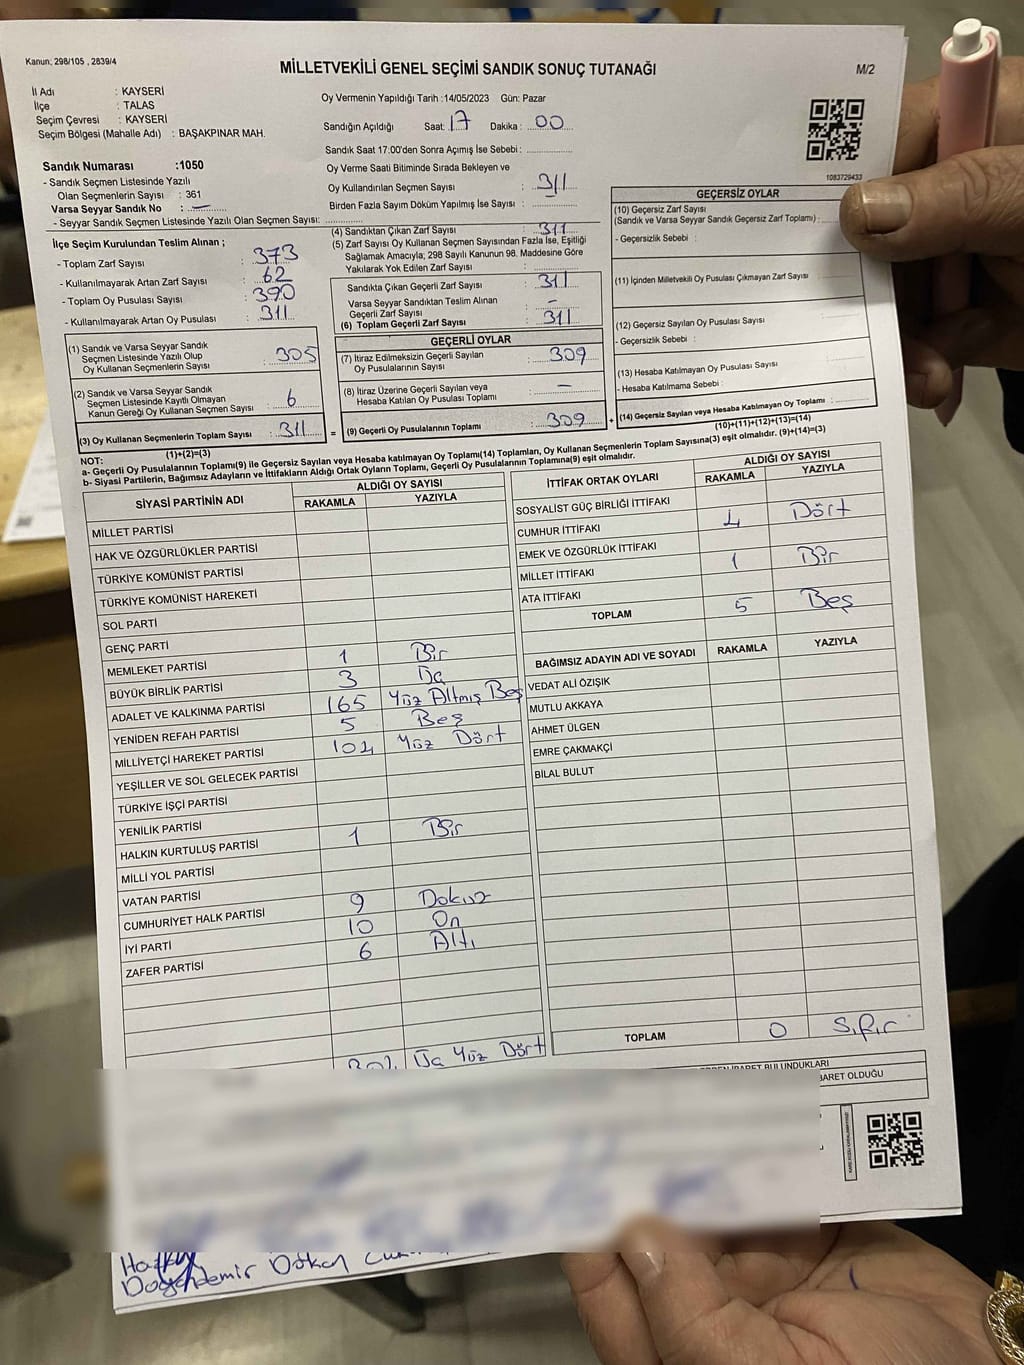 Kanun; 298/105 , 2839/4
MİLLETVEKİLİ GENEL SEÇİMİ SANDIK SONUÇ TUTANAĞI
M/2
İl Adı : KAYSERİ
İlçe : TALAS
Seçim Çevresi : KAYSERİ
Seçim Bölgesi (Mahalle Adı) : BAŞAKPINAR MAH.
Oy Vermenin Yapıldığı Tarih :14/05/2023 Gün: Pazar
Sandığın Açıldığı Saat: 17 Dakika : 00
Sandık Saat 17:00'den Sonra Açımış İse Sebebi :
Sandık Numarası :1050
- Sandık Seçmen Listesinde Yazılı
Olan Seçmenlerin Sayısı : 361
Varsa Seyyar Sandık No : —
- Seyyar Sandık Seçmen Listesinde Yazılı Olan Seçmen Sayısı:
Oy Verme Saati Bitiminde Sırada Bekleyen ve
Oy Kullandırılan Seçmen Sayısı : 311
Birden Fazla Sayım Döküm Yapılmış İse Sayısı :
1083729433
İlçe Seçim Kurulundan Teslim Alınan ;
- Toplam Zarf Sayısı : 373
- Kullanılmayarak Artan Zarf Sayısı : 62
- Toplam Oy Pusulası Sayısı : 390
- Kullanılmayarak Artan Oy Pusulası : 311
(1) Sandık ve Varsa Seyyar Sandık
Seçmen Listesinde Yazılı Olup
Oy Kullanan Seçmenlerin Sayısı : 305
(2) Sandık ve Varsa Seyyar Sandık
Seçmen Listesinde Kayıtlı Olmayan
Kanun Gereği Oy Kullanan Seçmen Sayısı : 6
(3) Oy Kullanan Seçmenlerin Toplam Sayısı : 311
(1)+(2)=(3)
(4) Sandıktan Çıkan Zarf Sayısı : 311
(5) Zarf Sayısı Oy Kullanan Seçmen Sayısından Fazla İse, Eşitliği
Sağlamak Amacıyla; 298 Sayılı Kanunun 98. Maddesine Göre
Yakılarak Yok Edilen Zarf Sayısı :
Sandıkta Çıkan Geçerli Zarf Sayısı : 311
Varsa Seyyar Sandıktan Teslim Alınan
Geçerli Zarf Sayısı : —
(6) Toplam Geçerli Zarf Sayısı : 311
GEÇERLİ OYLAR
(7) İtiraz Edilmeksizin Geçerli Sayılan
Oy Pusulalarının Sayısı : 309
(8) İtiraz Üzerine Geçerli Sayılan veya
Hesaba Katılan Oy Pusulası Toplamı : —
= (9) Geçerli Oy Pusulalarının Toplamı : 309
GEÇERSİZ OYLAR
(10) Geçersiz Zarf Sayısı
(Sandık ve Varsa Seyyar Sandık Geçersiz Zarf Toplamı) :
- Geçersizlik Sebebi :
(11) İçinden Milletvekili Oy Pusulası Çıkmayan Zarf Sayısı :
(12) Geçersiz Sayılan Oy Pusulası Sayısı :
- Geçersizlik Sebebi :
(13) Hesaba Katılmayan Oy Pusulası Sayısı :
- Hesaba Katılmama Sebebi :
+ (14) Geçersiz Sayılan veya Hesaba Katılmayan Oy Toplamı :
(10)+(11)+(12)+(13)=(14)
NOT:
a- Geçerli Oy Pusulalarının Toplamı(9) ile Geçersiz Sayılan veya Hesaba katılmayan Oy Toplamı(14) Toplamları, Oy Kullanan Seçmenlerin Toplam Sayısına(3) eşit olmalıdır. (9)+(14)=(3)
b- Siyasi Partilerin, Bağımsız Adayların ve İttifakların Aldığı Ortak Oyların Toplamı, Geçerli Oy Pusulalarının Toplamına(9) eşit olmalıdır.
SİYASİ PARTİNİN ADI
ALDIĞI OY SAYISI
RAKAMLA YAZIYLA
MİLLET PARTİSİ
HAK VE ÖZGÜRLÜKLER PARTİSİ
TÜRKİYE KOMÜNİST PARTİSİ
TÜRKİYE KOMÜNİST HAREKETİ
SOL PARTİ
GENÇ PARTİ
MEMLEKET PARTİSİ 1 Bir
BÜYÜK BİRLİK PARTİSİ 3 Üç
ADALET VE KALKINMA PARTİSİ 165 Yüz Altmış Beş
YENİDEN REFAH PARTİSİ 5 Beş
MİLLİYETÇİ HAREKET PARTİSİ 104 Yüz Dört
YEŞİLLER VE SOL GELECEK PARTİSİ
TÜRKİYE İŞÇİ PARTİSİ
YENİLİK PARTİSİ
HALKIN KURTULUŞ PARTİSİ 1 Bir
MİLLİ YOL PARTİSİ
VATAN PARTİSİ
CUMHURİYET HALK PARTİSİ 9 Dokuz
İYİ PARTİ 10 On
ZAFER PARTİSİ 6 Altı
304 Üç Yüz Dört
İTTİFAK ORTAK OYLARI
ALDIĞI OY SAYISI
RAKAMLA YAZIYLA
SOSYALİST GÜÇ BİRLİĞİ İTTİFAKI
CUMHUR İTTİFAKI 4 Dört
EMEK VE ÖZGÜRLÜK İTTİFAKI
MİLLET İTTİFAKI 1 Bir
ATA İTTİFAKI
TOPLAM 5 Beş
BAĞIMSIZ ADAYIN ADI VE SOYADI RAKAMLA YAZIYLA
VEDAT ALİ ÖZIŞIK
MUTLU AKKAYA
AHMET ÜLGEN
EMRE ÇAKMAKÇİ
BİLAL BULUT
TOPLAM 0 Sıfır
BULUNDUKLARI
OLDUĞU